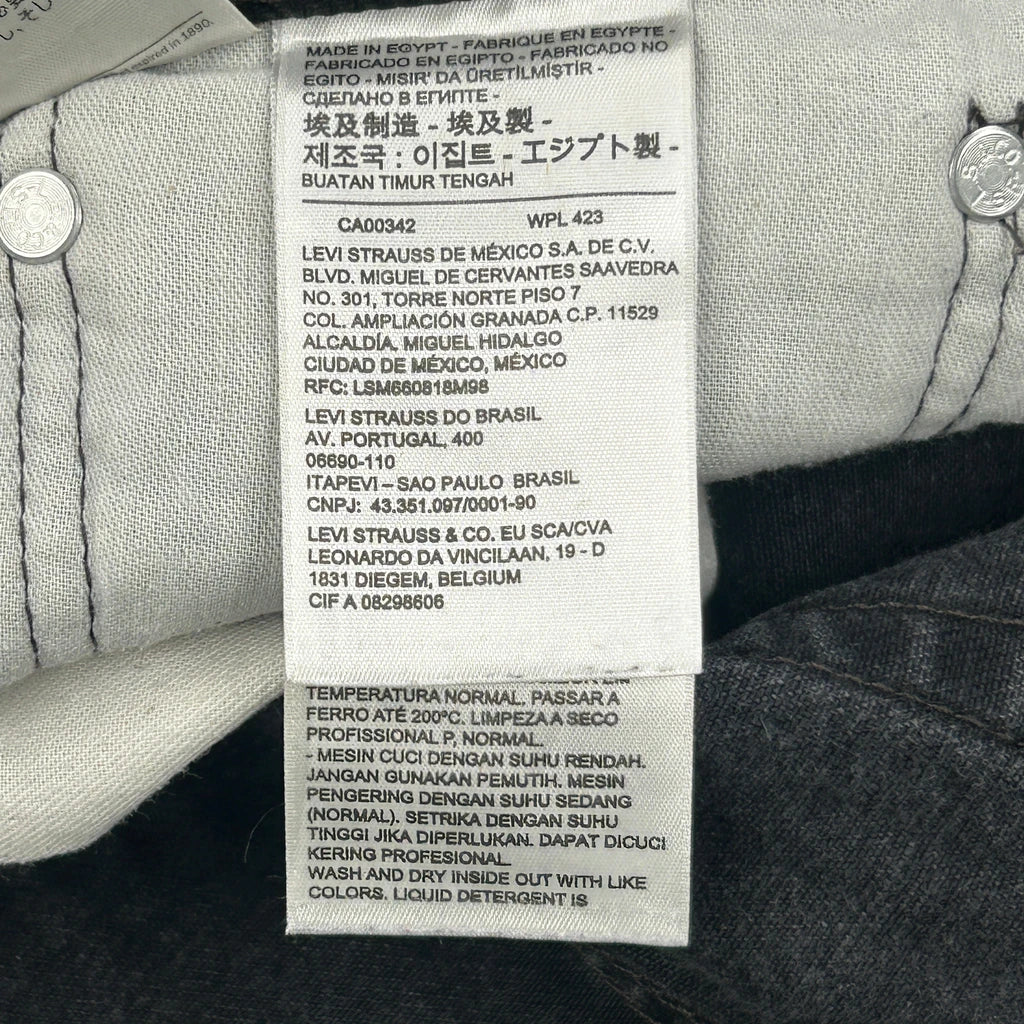 pired in 1890.
MADE IN EGYPT - FABRIQUE EN EGYPTE -
FABRICADO EN EGIPTO - FABRICADO NO
EGITO - MISIR' DA ÜRETİLMİŞTİR -
СДЕЛАНО В ЕГИПТЕ -
埃及制造 - 埃及製 -
제조국 : 이집트 - エジプト製 -
BUATAN TIMUR TENGAH
CA00342 WPL 423
LEVI STRAUSS DE MÉXICO S.A. DE C.V.
BLVD. MIGUEL DE CERVANTES SAAVEDRA
NO. 301, TORRE NORTE PISO 7
COL. AMPLIACIÓN GRANADA C.P. 11529
ALCALDÍA. MIGUEL HIDALGO
CIUDAD DE MÉXICO, MÉXICO
RFC: LSM660818M98
LEVI STRAUSS DO BRASIL
AV. PORTUGAL, 400
06690-110
ITAPEVI – SAO PAULO BRASIL
CNPJ: 43.351.097/0001-90
LEVI STRAUSS & CO. EU SCA/CVA
LEONARDO DA VINCILAAN, 19 - D
1831 DIEGEM, BELGIUM
CIF A 08298606
TEMPERATURA NORMAL. PASSAR A
FERRO ATÉ 200ºC. LIMPEZA A SECO
PROFISSIONAL P, NORMAL.
- MESIN CUCI DENGAN SUHU RENDAH.
JANGAN GUNAKAN PEMUTIH. MESIN
PENGERING DENGAN SUHU SEDANG
(NORMAL). SETRIKA DENGAN SUHU
TINGGI JIKA DIPERLUKAN. DAPAT DICUCI
KERING PROFESIONAL
WASH AND DRY INSIDE OUT WITH LIKE
COLORS. LIQUID DETERGENT IS